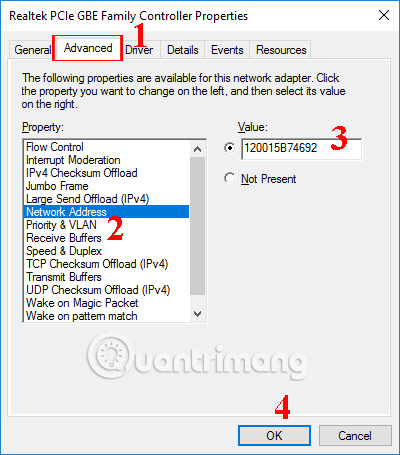 Realtek PCIe GBE Family Controller Properties
1
General Advanced Driver Details Events Resources
The following properties are available for this network adapter. Click
the property you want to change on the left, and then select its value
on the right.
Property:
Flow Control
Interrupt Moderation
IPv4 Checksum Offload
Jumbo Frame
Large Send Offload (IPv4)
Network Address
Priority & VLAN
Receive Buffers
Speed & Duplex
TCP Checksum Offload (IPv4)
Transmit Buffers
UDP Checksum Offload (IPv4)
Wake on Magic Packet
Wake on pattern match
2
Value:
120015B74692
3
Not Present
Quantrimang
4
OK Cancel